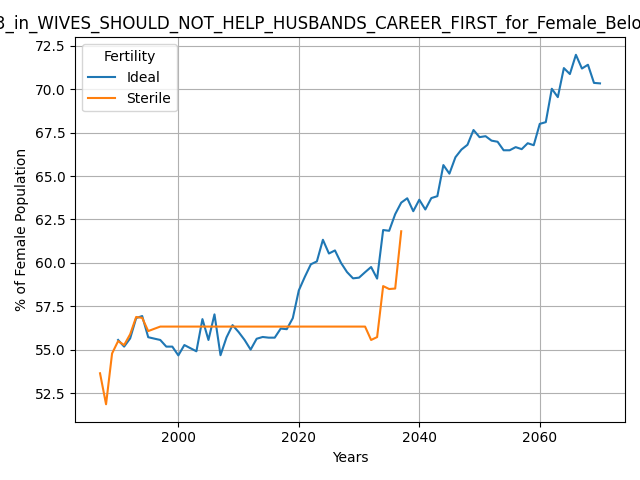 _in_WIVES_SHOULD_NOT_HELP_HUSBANDS_CAREER_FIRST_for_Female_Belo
Fertility
Ideal
Sterile
72.5
70.0
67.5
65.0
62.5
60.0
57.5
55.0
52.5
% of Female Population
2000
2020
2040
2060
Years